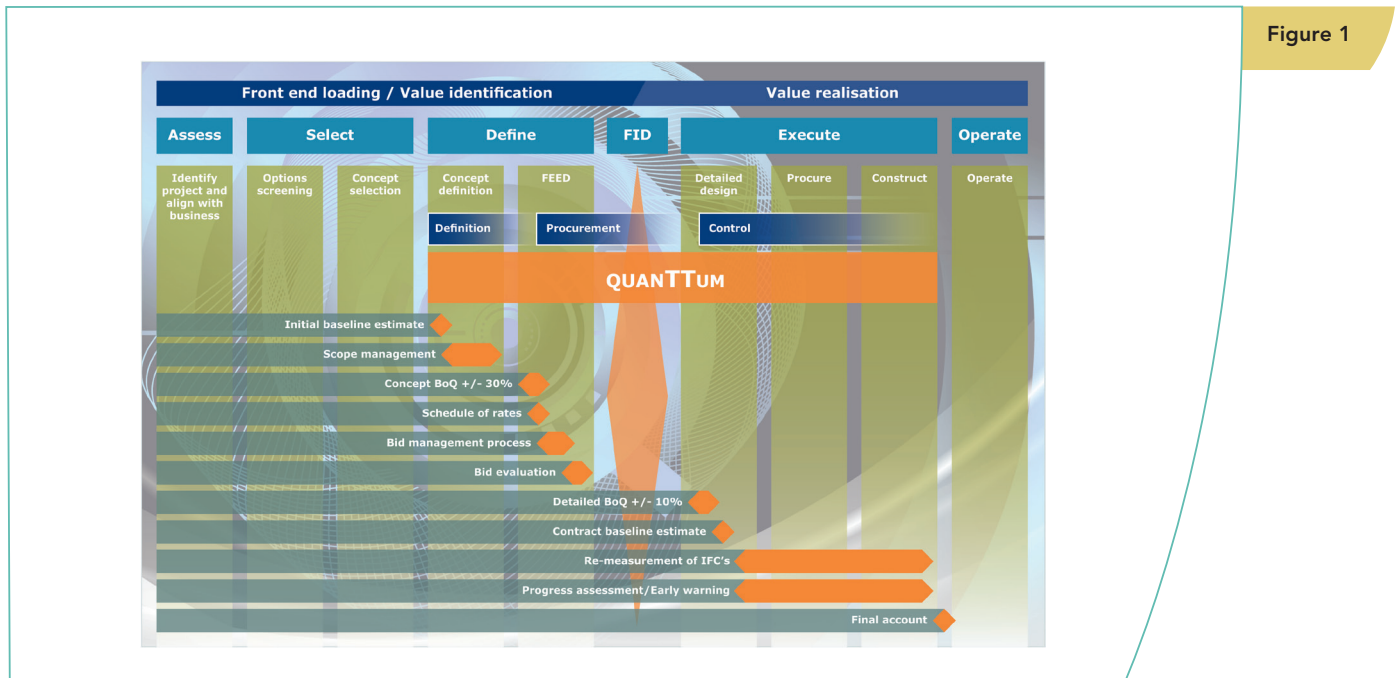 Figure 1
Front end loading / Value identification
Value realisation
Assess
Select
Define
FID
Execute
Operate
Identify
project and
align with
business
Options
screening
Concept
selection
Concept
definition
FEED
Detailed
design
Procure
Construct
Operate
Definition
Procurement
Control
QUANTTUM
Initial baseline estimate
Scope management
Concept BoQ +/- 30%
Schedule of rates
Bid management process
Bid evaluation
Detailed BoQ +/- 10%
Contract baseline estimate
Re-measurement of IFC's
Progress assessment/Early warning
Final account